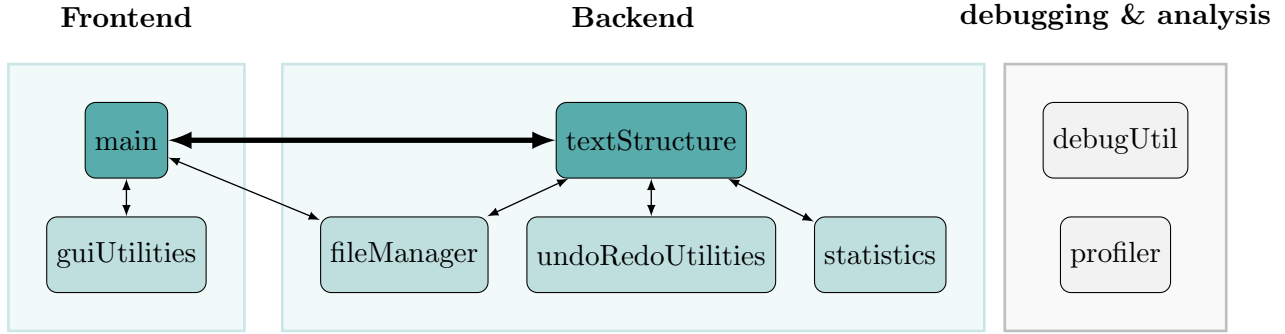 Frontend
Backend
debugging & analysis
main
textStructure
debugUtil
guiUtilities
fileManager
undoRedoUtilities
statistics
profiler